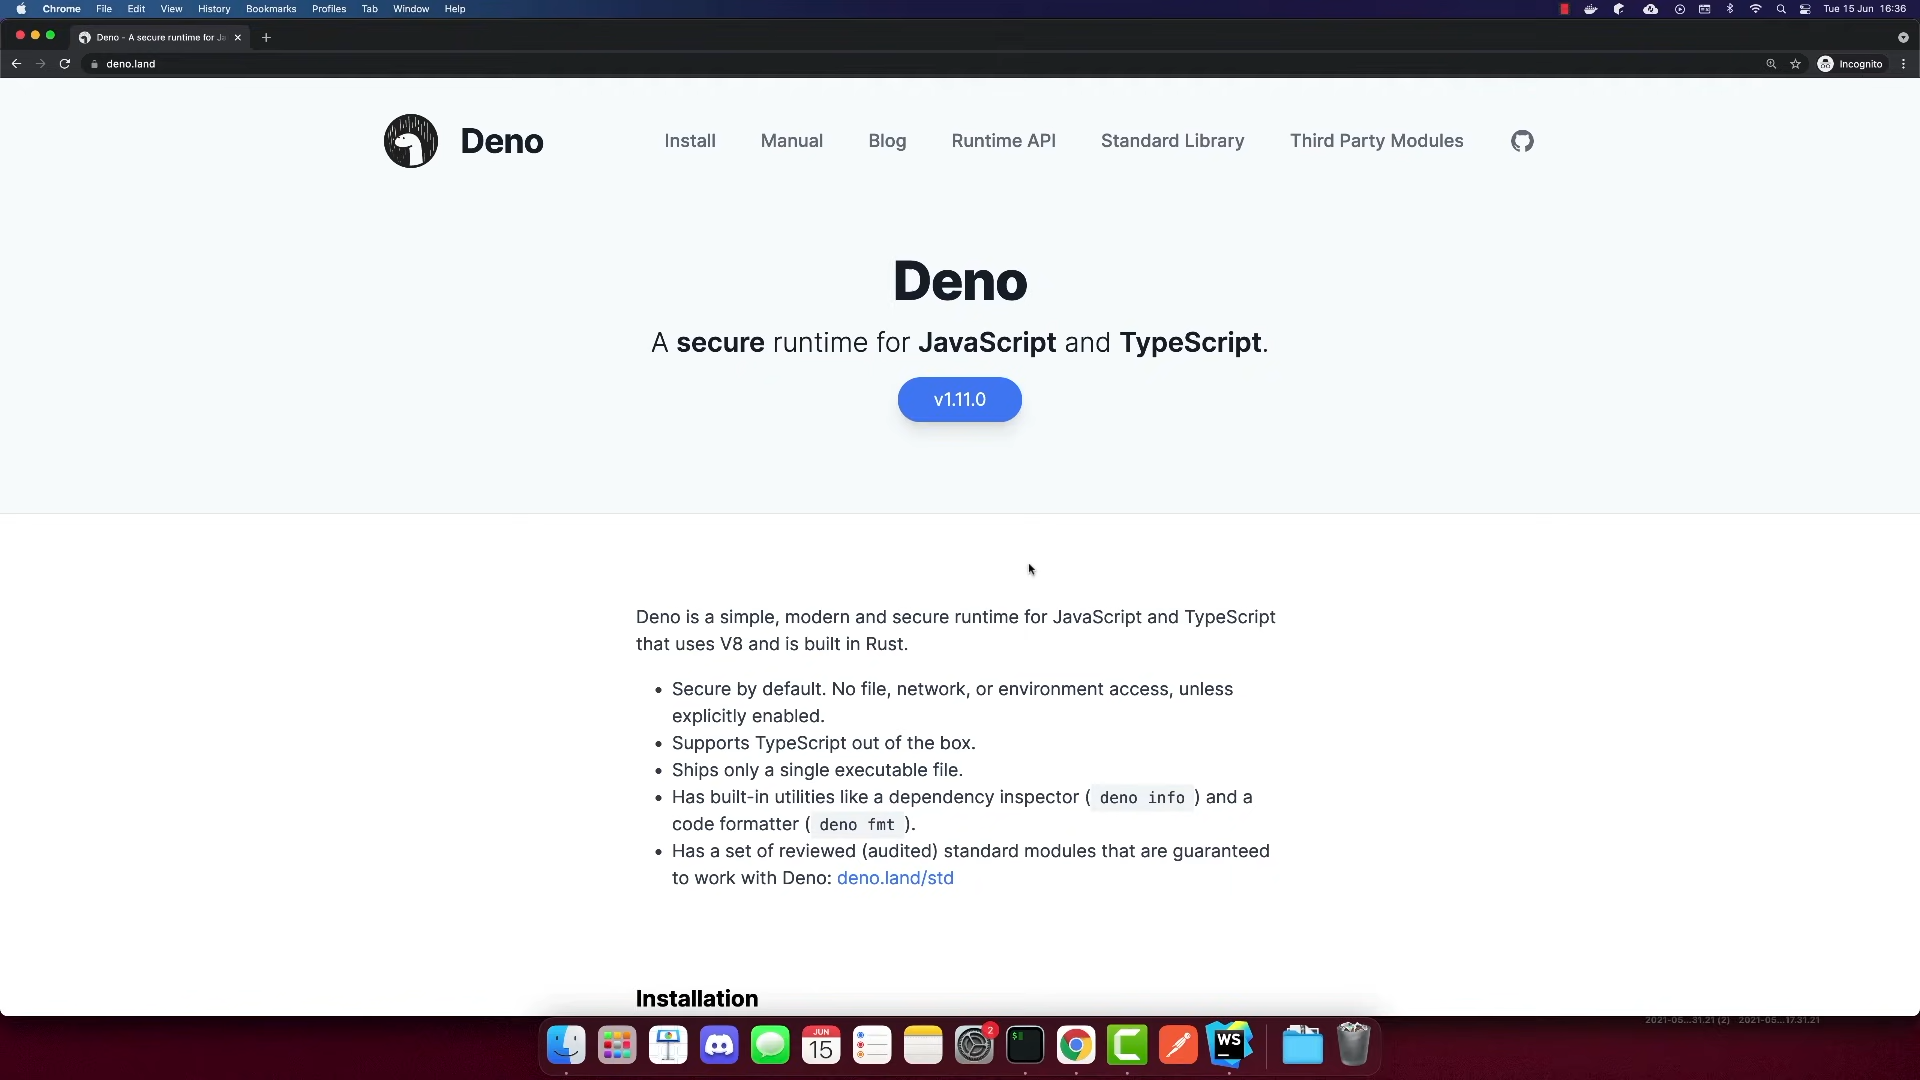 Chrome File Edit View History Bookmarks Profiles Tab Window Help
Tue 15 Jun 16:36
Deno - A secure runtime for Ja
deno.land
Incognito
Deno
Install Manual Blog Runtime API Standard Library Third Party Modules
Deno
A secure runtime for JavaScript and TypeScript.
v1.11.0
Deno is a simple, modern and secure runtime for JavaScript and TypeScript
that uses V8 and is built in Rust.
• Secure by default. No file, network, or environment access, unless
explicitly enabled.
• Supports TypeScript out of the box.
• Ships only a single executable file.
• Has built-in utilities like a dependency inspector ( deno info ) and a
code formatter ( deno fmt ).
• Has a set of reviewed (audited) standard modules that are guaranteed
to work with Deno: deno.land/std
Installation
2021-05...31.21 (2) 2021-05...17.31.21
JUN
15
2
$
WS